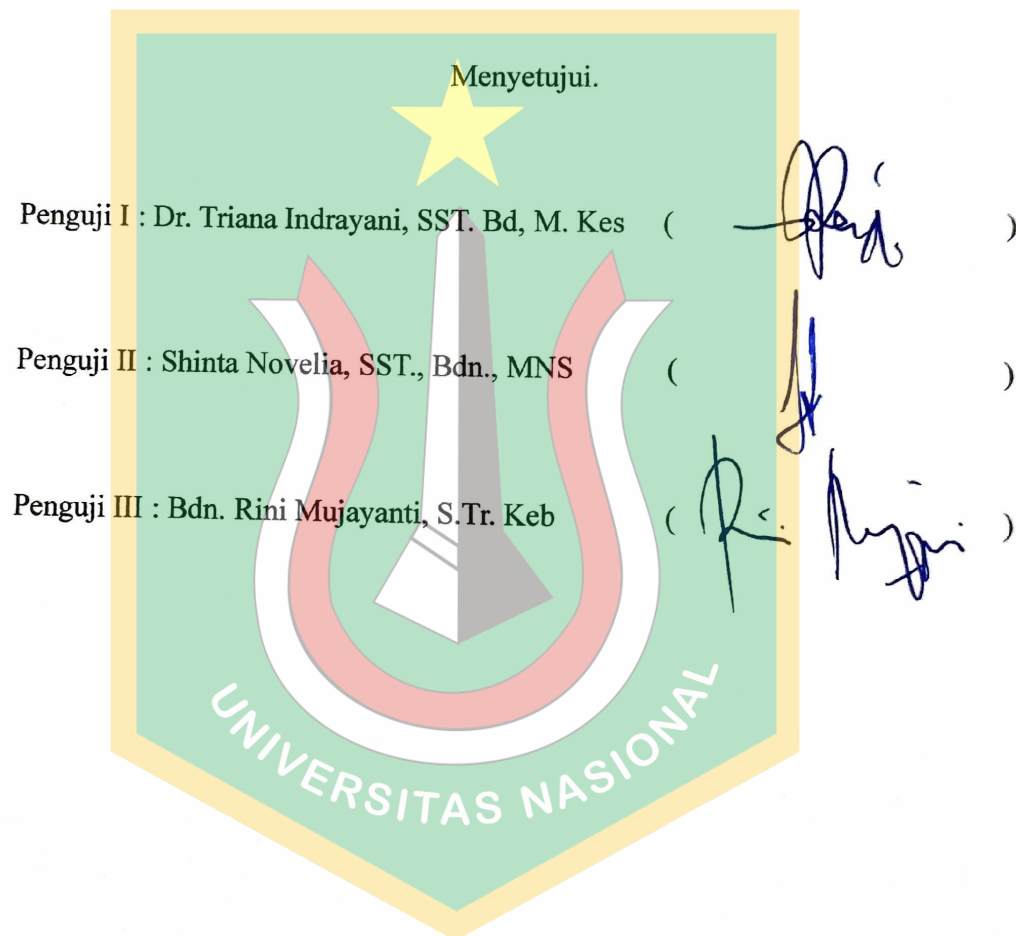 Menyetujui.
Penguji I : Dr. Triana Indrayani, SST. Bd, M. Kes ( )
Penguji II : Shinta Novelia, SST., Bdn., MNS ( )
Penguji III : Bdn. Rini Mujayanti, S.Tr. Keb ( )
UNIVERSITAS NASIONAL